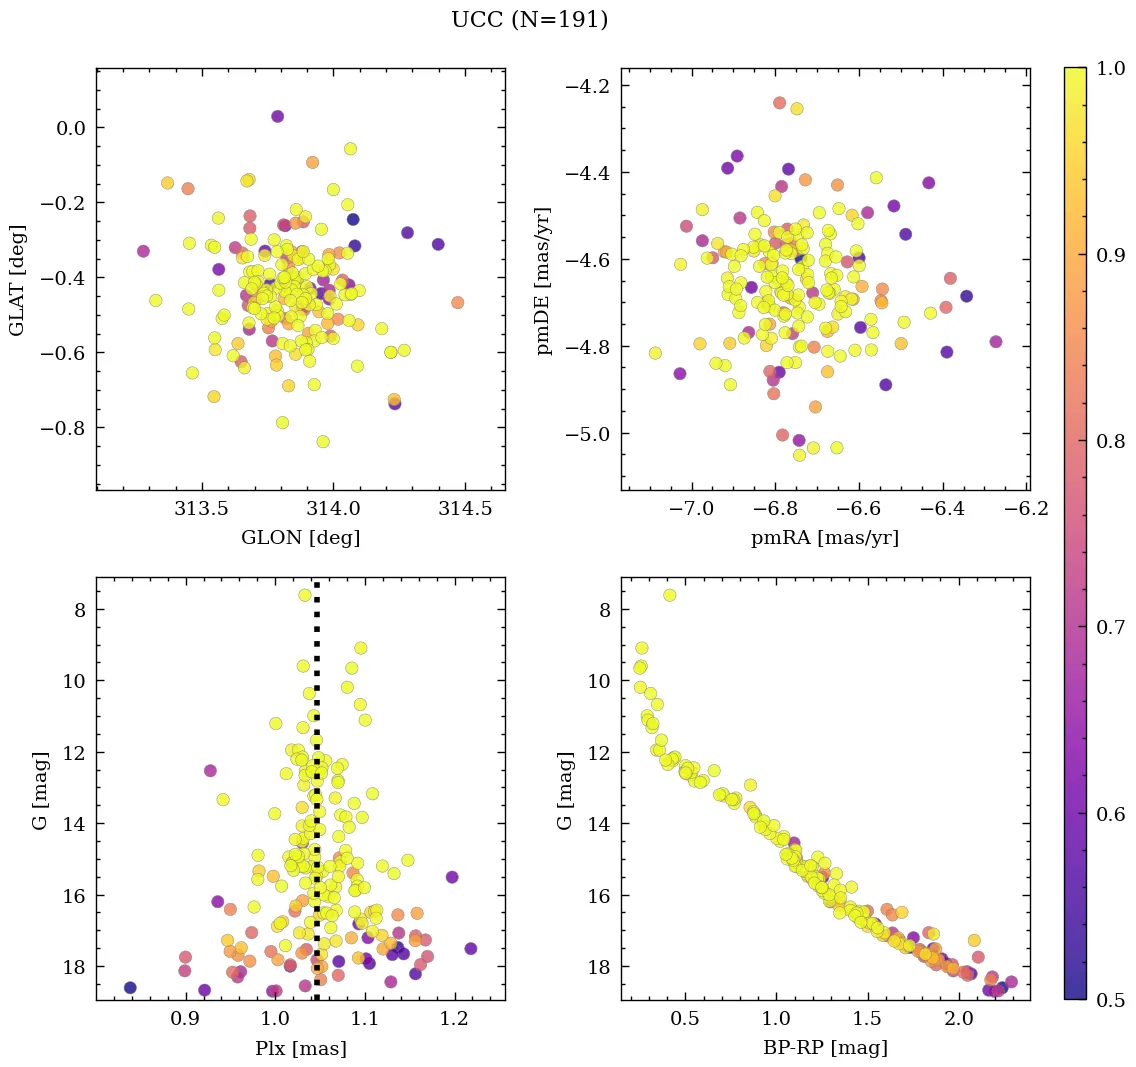 UCC (N=191)
0.0
−0.2
−0.4
−0.6
−0.8
GLAT [deg]
313.5 314.0 314.5
GLON [deg]
−4.2
−4.4
−4.6
−4.8
−5.0
pmDE [mas/yr]
−7.0 −6.8 −6.6 −6.4 −6.2
pmRA [mas/yr]
8
10
12
14
16
18
G [mag]
0.9 1.0 1.1 1.2
Plx [mas]
8
10
12
14
16
18
G [mag]
0.5 1.0 1.5 2.0
BP-RP [mag]
1.0
0.9
0.8
0.7
0.6
0.5